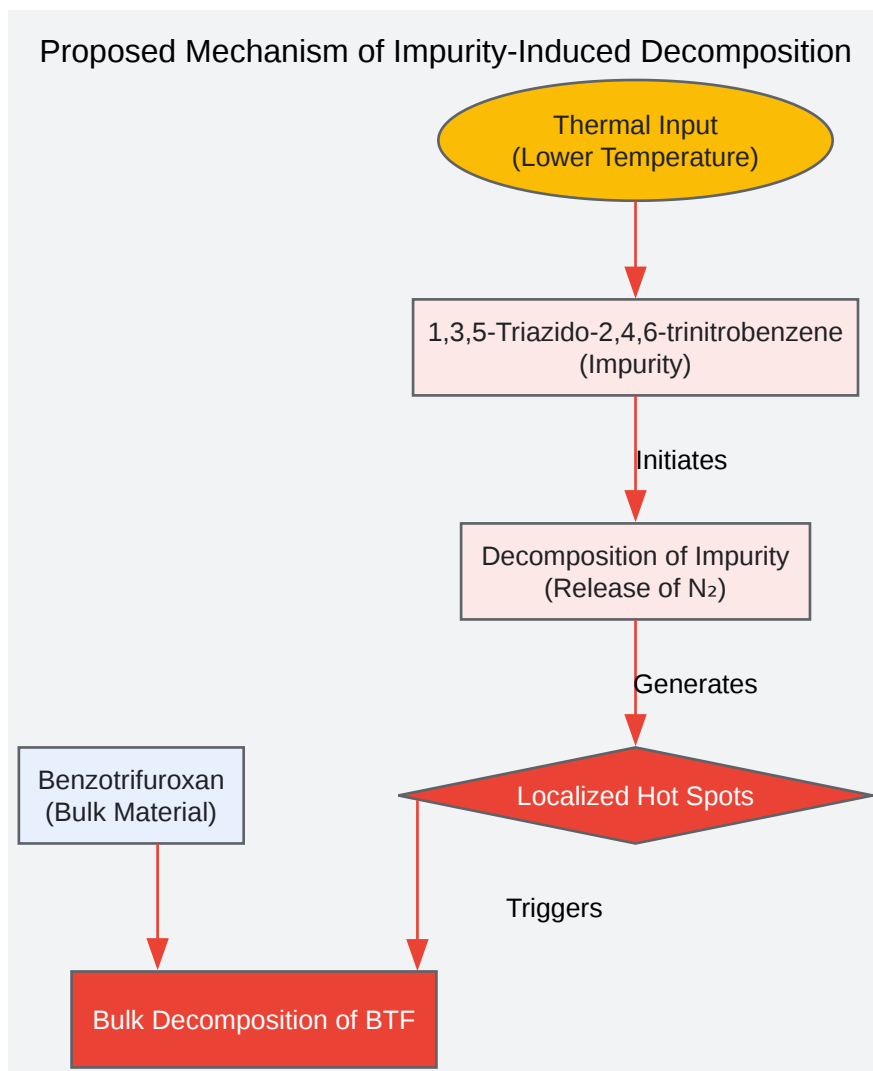 Proposed Mechanism of Impurity-Induced Decomposition
Thermal Input
(Lower Temperature)
1,3,5-Triazido-2,4,6-trinitrobenzene
(Impurity)
Initiates
Decomposition of Impurity
(Release of N₂)
Generates
Benzotrifuroxan
(Bulk Material)
Localized Hot Spots
Triggers
Bulk Decomposition of BTF